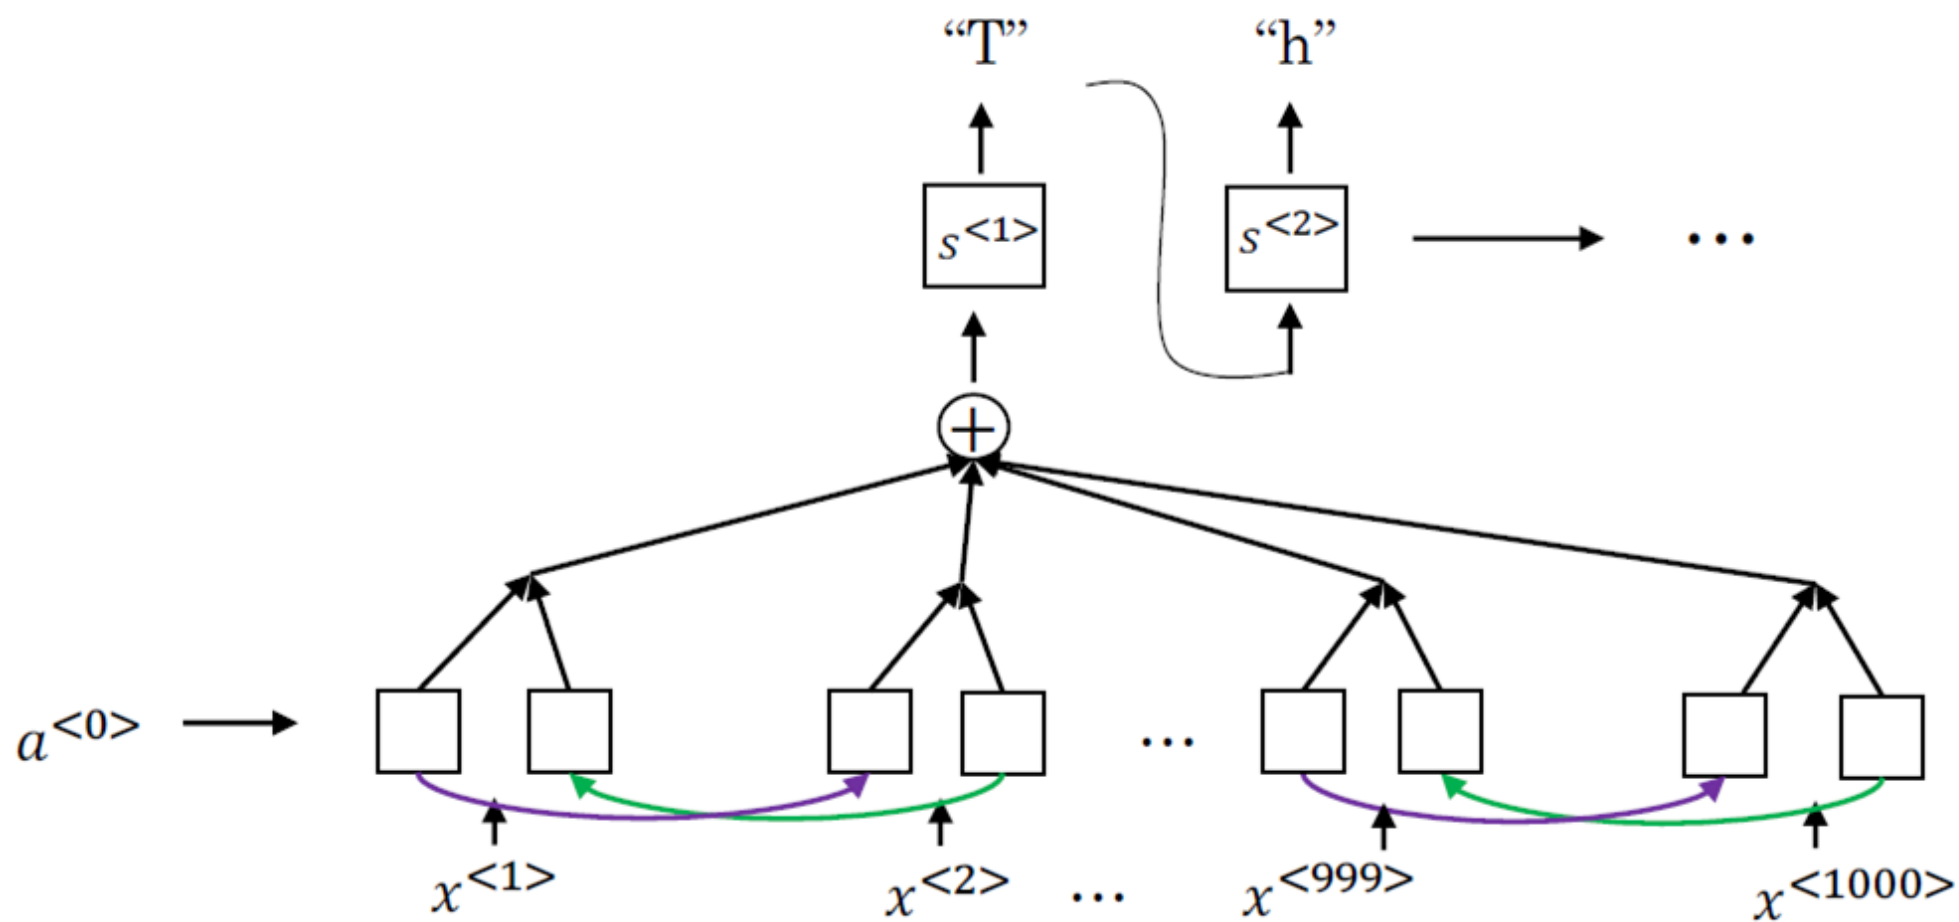 “T” “h”
s<1> s<2> …
+
a<0> …
x<1> x<2> … x<999> x<1000>